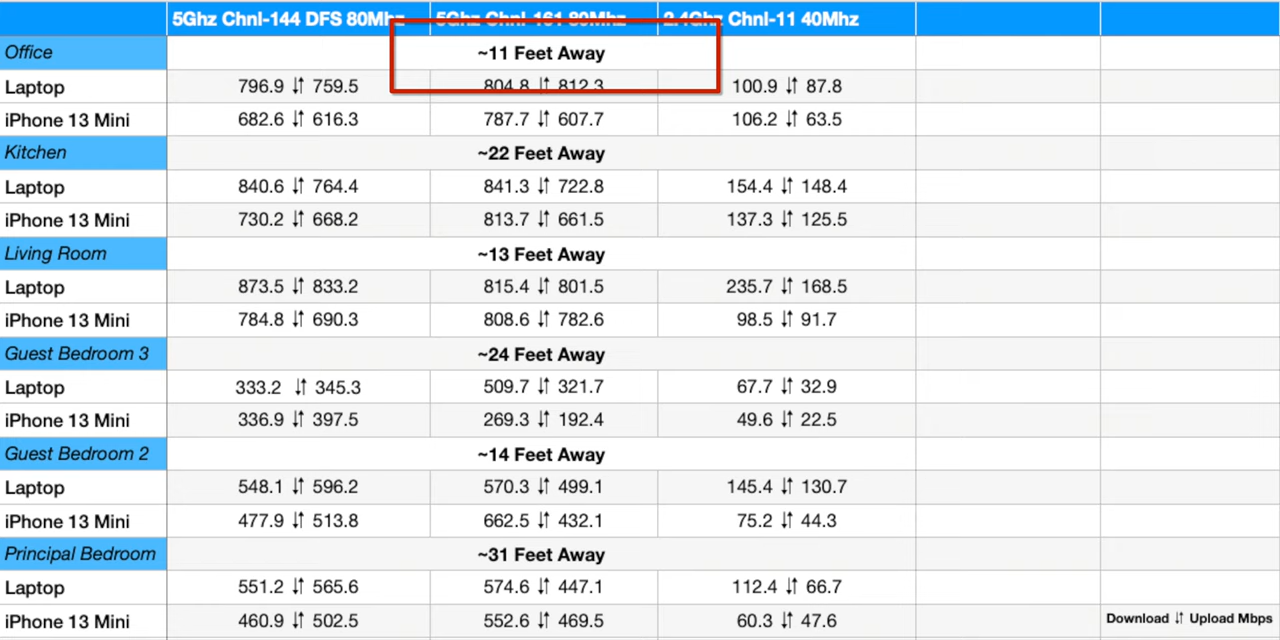 5Ghz Chnl-144 DFS 80Mhz 5Ghz Chnl-161 80Mhz 2.4Ghz Chnl-11 40Mhz
Office ~11 Feet Away
Laptop 796.9 ↓↑ 759.5 804.8 ↓↑ 812.3 100.9 ↓↑ 87.8
iPhone 13 Mini 682.6 ↓↑ 616.3 787.7 ↓↑ 607.7 106.2 ↓↑ 63.5
Kitchen ~22 Feet Away
Laptop 840.6 ↓↑ 764.4 841.3 ↓↑ 722.8 154.4 ↓↑ 148.4
iPhone 13 Mini 730.2 ↓↑ 668.2 813.7 ↓↑ 661.5 137.3 ↓↑ 125.5
Living Room ~13 Feet Away
Laptop 873.5 ↓↑ 833.2 815.4 ↓↑ 801.5 235.7 ↓↑ 168.5
iPhone 13 Mini 784.8 ↓↑ 690.3 808.6 ↓↑ 782.6 98.5 ↓↑ 91.7
Guest Bedroom 3 ~24 Feet Away
Laptop 333.2 ↓↑ 345.3 509.7 ↓↑ 321.7 67.7 ↓↑ 32.9
iPhone 13 Mini 336.9 ↓↑ 397.5 269.3 ↓↑ 192.4 49.6 ↓↑ 22.5
Guest Bedroom 2 ~14 Feet Away
Laptop 548.1 ↓↑ 596.2 570.3 ↓↑ 499.1 145.4 ↓↑ 130.7
iPhone 13 Mini 477.9 ↓↑ 513.8 662.5 ↓↑ 432.1 75.2 ↓↑ 44.3
Principal Bedroom ~31 Feet Away
Laptop 551.2 ↓↑ 565.6 574.6 ↓↑ 447.1 112.4 ↓↑ 66.7
iPhone 13 Mini 460.9 ↓↑ 502.5 552.6 ↓↑ 469.5 60.3 ↓↑ 47.6 Download ↓↑ Upload Mbps